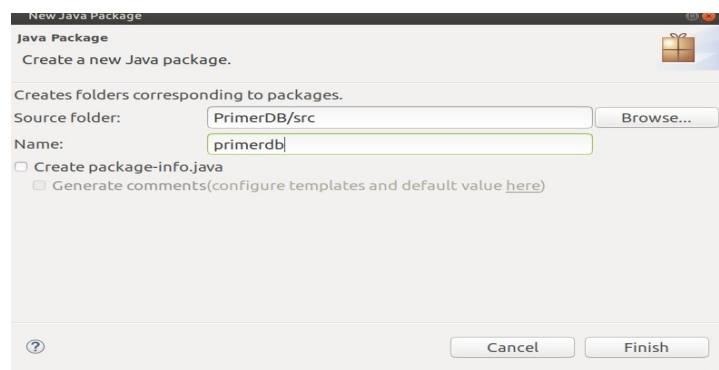 New Java Package
Java Package
Create a new Java package.
Creates folders corresponding to packages.
Source folder: PrimerDB/src Browse...
Name: primerdb
Create package-info.java
Generate comments(configure templates and default value here)
? Cancel Finish